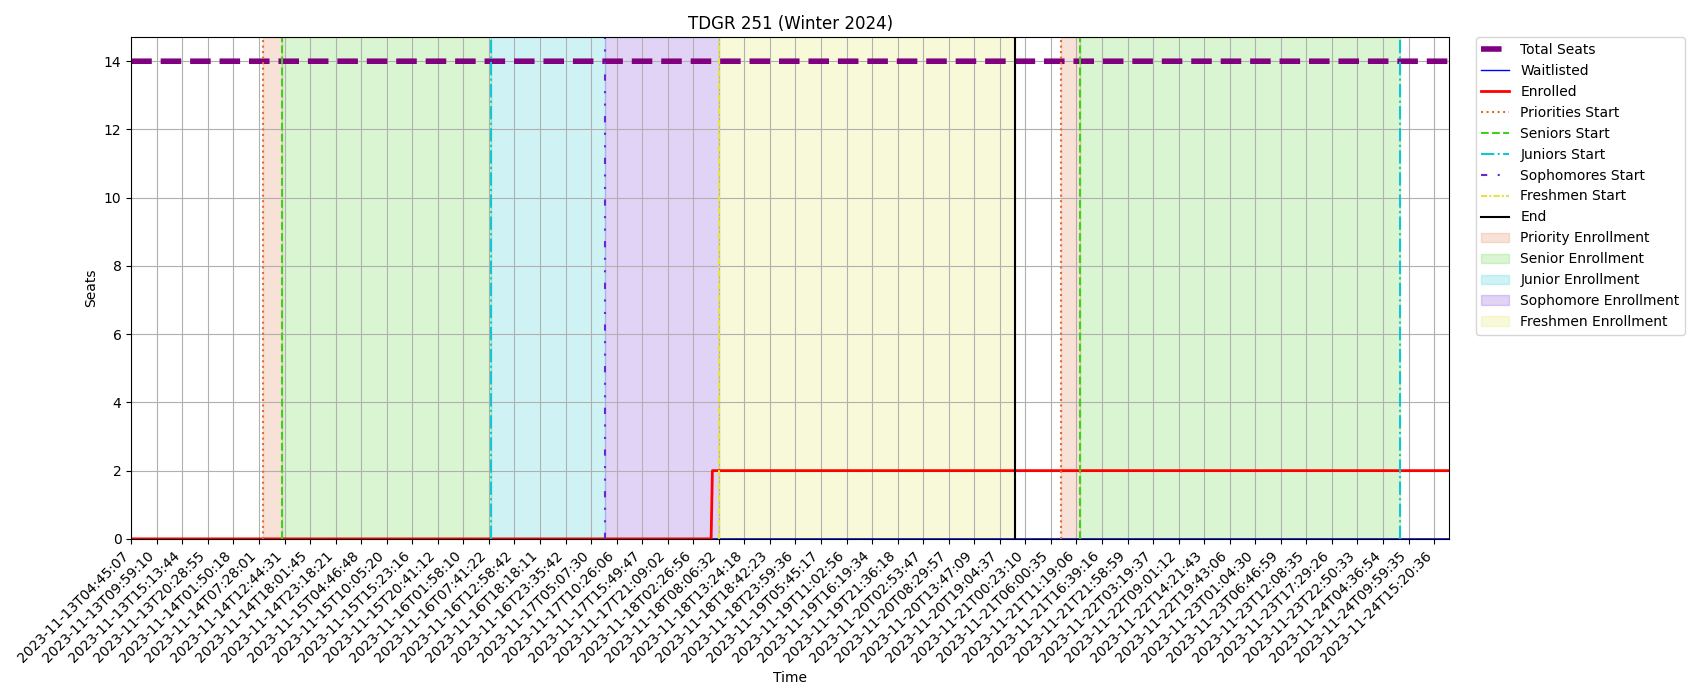 TDGR 251 (Winter 2024)
Seats
14
12
10
8
6
4
2
0
2023-11-13T04:45:07
2023-11-13T09:59:10
2023-11-13T15:13:44
2023-11-13T20:28:55
2023-11-14T01:50:18
2023-11-14T07:28:01
2023-11-14T12:44:31
2023-11-14T18:01:45
2023-11-14T23:18:21
2023-11-15T04:46:48
2023-11-15T10:05:20
2023-11-15T15:23:16
2023-11-15T20:41:12
2023-11-16T01:58:10
2023-11-16T07:41:22
2023-11-16T12:58:42
2023-11-16T18:18:11
2023-11-16T23:35:42
2023-11-17T05:07:30
2023-11-17T10:26:06
2023-11-17T15:49:47
2023-11-17T21:09:02
2023-11-18T02:26:56
2023-11-18T08:06:32
2023-11-18T13:24:18
2023-11-18T18:42:23
2023-11-18T23:59:36
2023-11-19T05:45:17
2023-11-19T11:02:56
2023-11-19T16:19:34
2023-11-19T21:36:18
2023-11-20T02:53:47
2023-11-20T08:29:57
2023-11-20T13:47:09
2023-11-20T19:04:37
2023-11-21T00:23:10
2023-11-21T06:00:35
2023-11-21T11:19:06
2023-11-21T16:39:16
2023-11-21T21:58:59
2023-11-22T03:19:37
2023-11-22T09:01:12
2023-11-22T14:21:43
2023-11-22T19:43:06
2023-11-23T01:04:30
2023-11-23T06:46:59
2023-11-23T12:08:35
2023-11-23T17:29:26
2023-11-23T22:50:33
2023-11-24T04:36:54
2023-11-24T09:59:35
2023-11-24T15:20:36
Time
Total Seats
Waitlisted
Enrolled
Priorities Start
Seniors Start
Juniors Start
Sophomores Start
Freshmen Start
End
Priority Enrollment
Senior Enrollment
Junior Enrollment
Sophomore Enrollment
Freshmen Enrollment